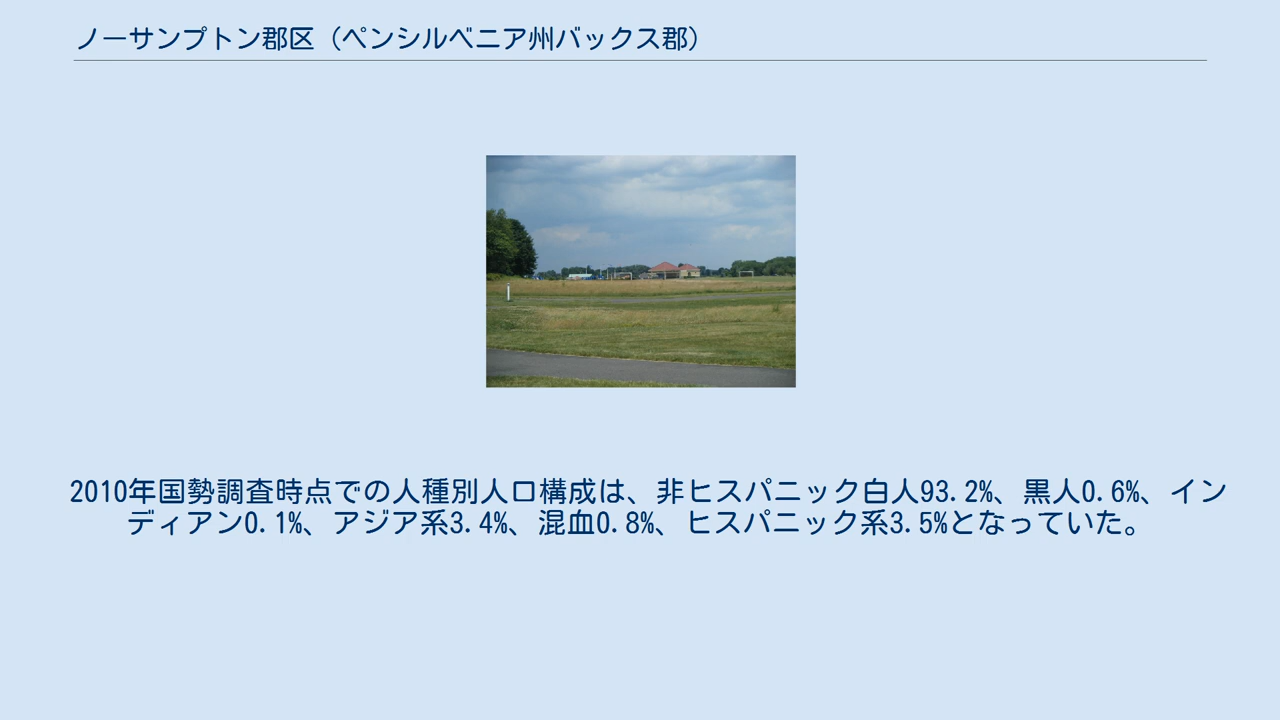 ノーサンプトン郡区（ペンシルベニア州バックス郡）
2010年国勢調査時点での人種別人口構成は、非ヒスパニック白人93.2%、黒人0.6%、イン
ディアン0.1%、アジア系3.4%、混血0.8%、ヒスパニック系3.5%となっていた。